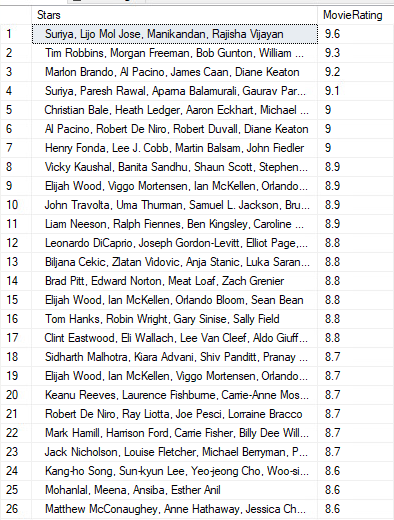 Stars MovieRating
1 Suriya, Lijo Mol Jose, Manikandan, Rajisha Vijayan 9.6
2 Tim Robbins, Morgan Freeman, Bob Gunton, William ... 9.3
3 Marlon Brando, Al Pacino, James Caan, Diane Keaton 9.2
4 Suriya, Paresh Rawal, Aparna Balamurali, Gaurav Par... 9.1
5 Christian Bale, Heath Ledger, Aaron Eckhart, Michael ... 9
6 Al Pacino, Robert De Niro, Robert Duvall, Diane Keaton 9
7 Henry Fonda, Lee J. Cobb, Martin Balsam, John Fiedler 9
8 Vicky Kaushal, Banita Sandhu, Shaun Scott, Stephen... 8.9
9 Elijah Wood, Viggo Mortensen, Ian McKellen, Orlando... 8.9
10 John Travolta, Uma Thurman, Samuel L. Jackson, Bru... 8.9
11 Liam Neeson, Ralph Fiennes, Ben Kingsley, Caroline ... 8.9
12 Leonardo DiCaprio, Joseph Gordon-Levitt, Elliot Page,... 8.8
13 Biljana Cekic, Zlatan Vidovic, Anja Stanic, Luka Saran... 8.8
14 Brad Pitt, Edward Norton, Meat Loaf, Zach Grenier 8.8
15 Elijah Wood, Ian McKellen, Orlando Bloom, Sean Bean 8.8
16 Tom Hanks, Robin Wright, Gary Sinise, Sally Field 8.8
17 Clint Eastwood, Eli Wallach, Lee Van Cleef, Aldo Giuff... 8.8
18 Sidharth Malhotra, Kiara Advani, Shiv Panditt, Pranay ... 8.7
19 Elijah Wood, Ian McKellen, Viggo Mortensen, Orlando... 8.7
20 Keanu Reeves, Laurence Fishburne, Carrie-Anne Mos... 8.7
21 Robert De Niro, Ray Liotta, Joe Pesci, Lorraine Bracco 8.7
22 Mark Hamill, Harrison Ford, Carrie Fisher, Billy Dee Will... 8.7
23 Jack Nicholson, Louise Fletcher, Michael Berryman, P... 8.7
24 Kang-ho Song, Sun-kyun Lee, Yeo-jeong Cho, Woo-si... 8.6
25 Mohanlal, Meena, Ansiba, Esther Anil 8.6
26 Matthew McConaughey, Anne Hathaway, Jessica Ch... 8.6